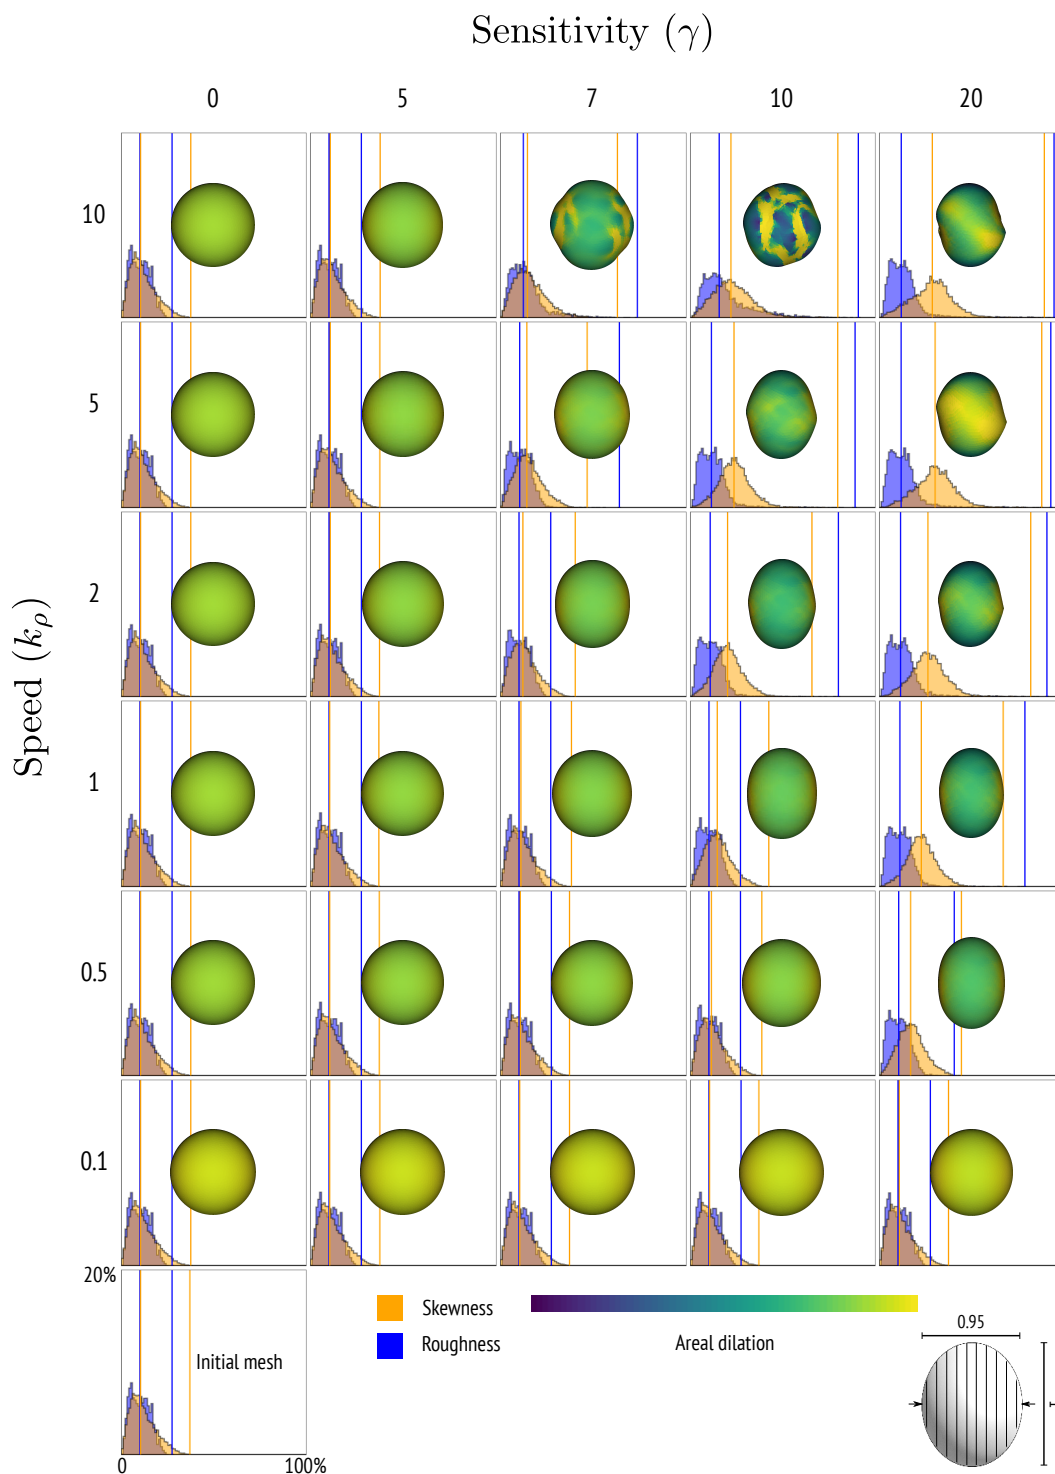 Sensitivity (γ)
0 5 7 10 20
Speed (kρ)
10
5
2
1
0.5
0.1
20%
Initial mesh
0 100%
Skewness
Roughness
Areal dilation
0.95